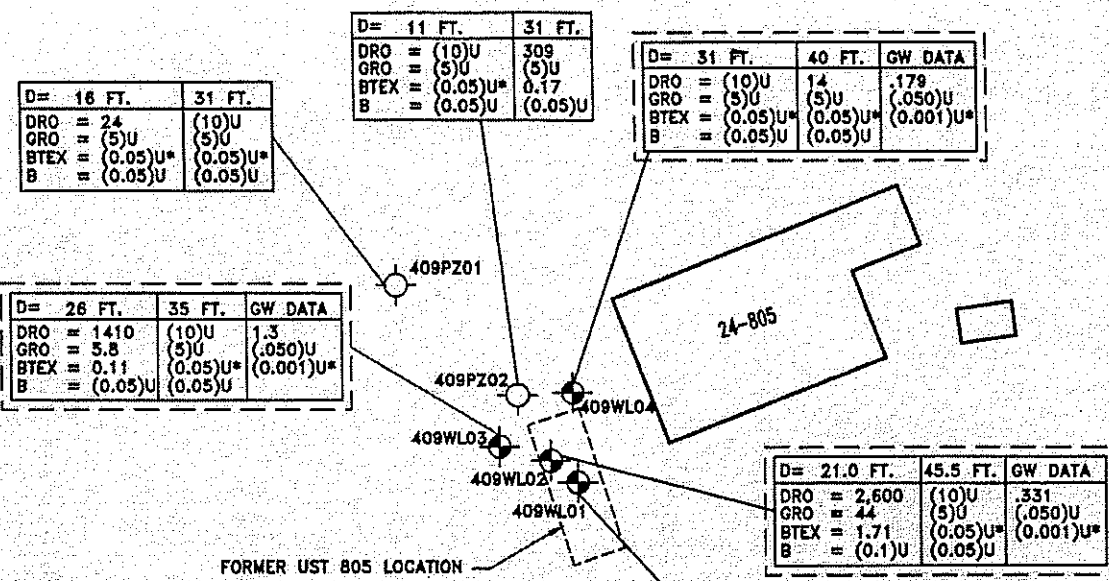 D= 11 FT. 31 FT.
DRO = (10)U 309
GRO = (5)U (5)U
BTEX = (0.05)U* 0.17
B = (0.05)U (0.05)U
D= 31 FT. 40 FT. GW DATA
DRO = (10)U 14 .179
GRO = (5)U (5)U (.050)U
BTEX = (0.05)U* (0.05)U* (0.001)U*
B = (0.05)U (0.05)U
D= 16 FT. 31 FT.
DRO = 24 (10)U
GRO = (5)U (5)U
BTEX = (0.05)U* (0.05)U*
B = (0.05)U (0.05)U
409PZ01
D= 26 FT. 35 FT. GW DATA
DRO = 1410 (10)U 1.3
GRO = 5.8 (5)U (.050)U
BTEX = 0.11 (0.05)U* (0.001)U*
B = (0.05)U (0.05)U
24-805
409PZ02
409WL04
409WL03
409WL02
409WL01
D= 21.0 FT. 45.5 FT. GW DATA
DRO = 2,600 (10)U .331
GRO = 44 (5)U (.050)U
BTEX = 1.71 (0.05)U* (0.001)U*
B = (0.1)U (0.05)U
FORMER UST 805 LOCATION